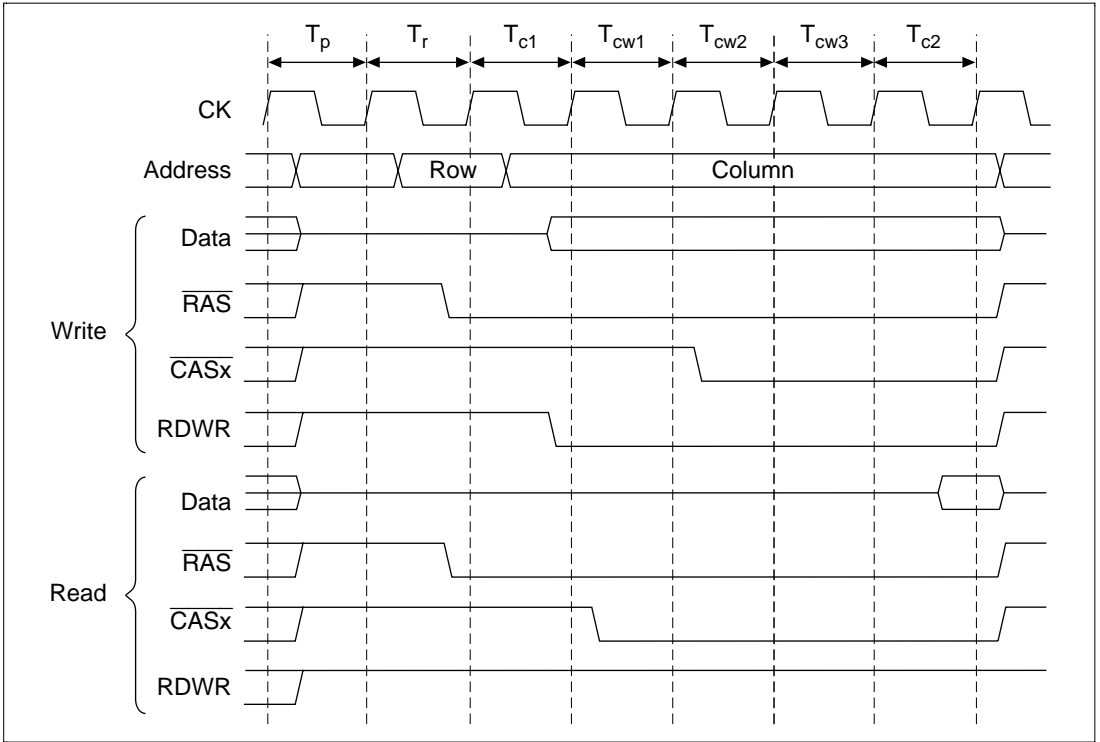 Tp Tr Tc1 Tcw1 Tcw2 Tcw3 Tc2
CK
Address Row Column
Write
Data
RAS
CASx
RDWR
Read
Data
RAS
CASx
RDWR